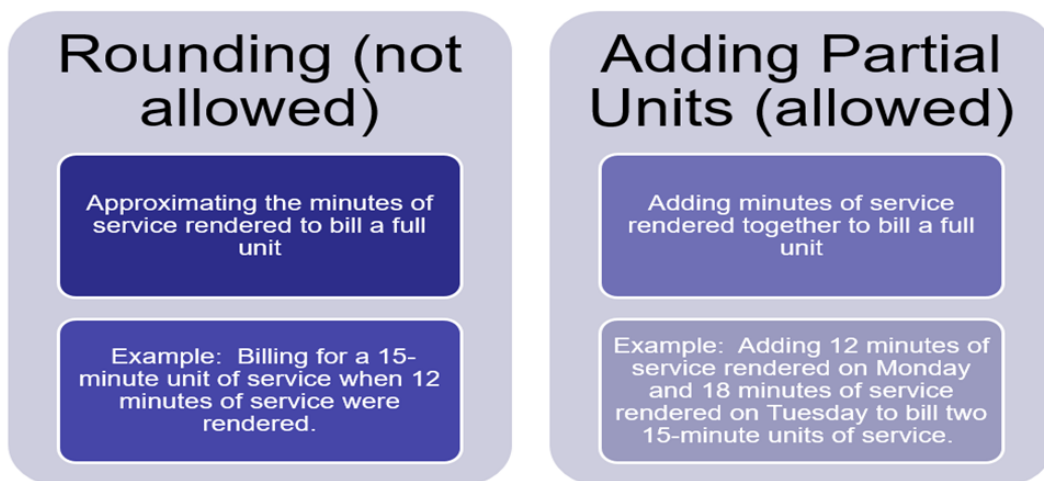 Rounding (not
allowed)
Approximating the minutes of
service rendered to bill a full
unit
Example:  Billing for a 15-
minute unit of service when 12
minutes of service were
rendered.
Adding Partial
Units (allowed)
Adding minutes of service
rendered together to bill a full
unit
Example:  Adding 12 minutes of
service rendered on Monday
and 18 minutes of service
rendered on Tuesday to bill two
15-minute units of service.